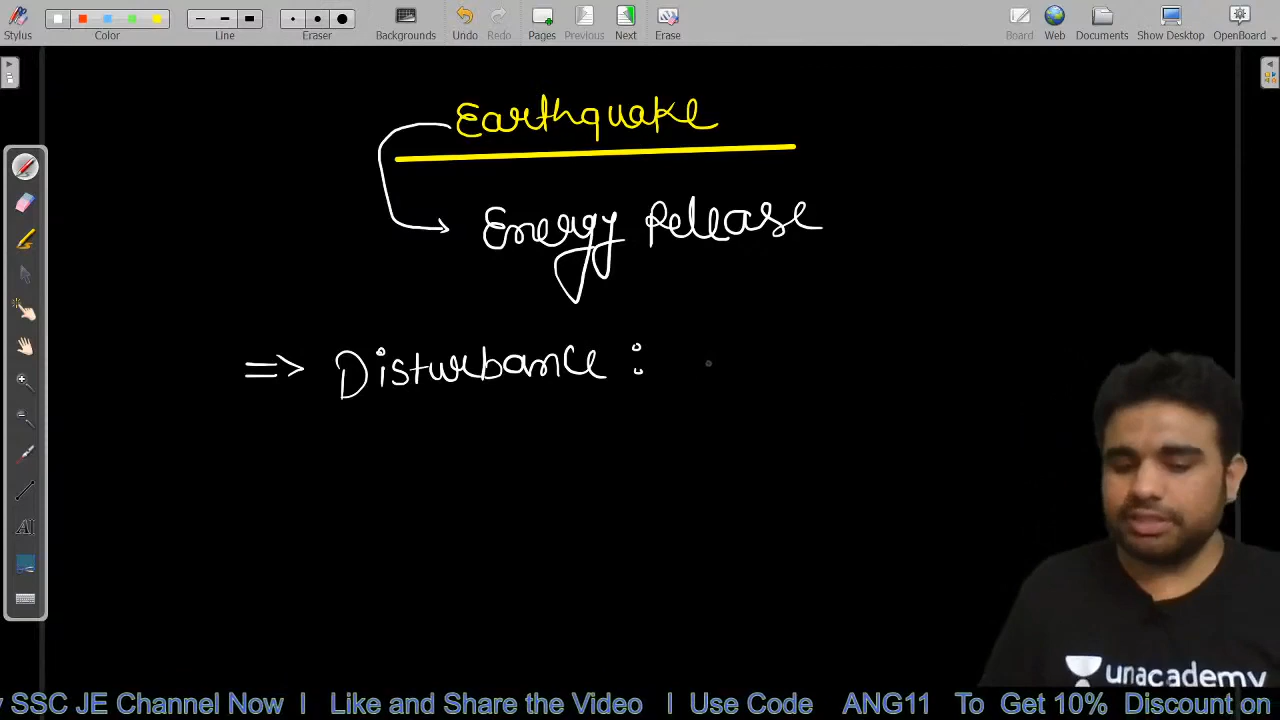 Stylus Color Line Eraser Backgrounds Undo Redo Pages Previous Next Erase Board Web Documents Show Desktop OpenBoard
Earthquake
Energy Release
=> Disturbance :
AI
unacademy
SSC JE Channel Now I Like and Share the Video I Use Code ANG11 To Get 10% Discount on